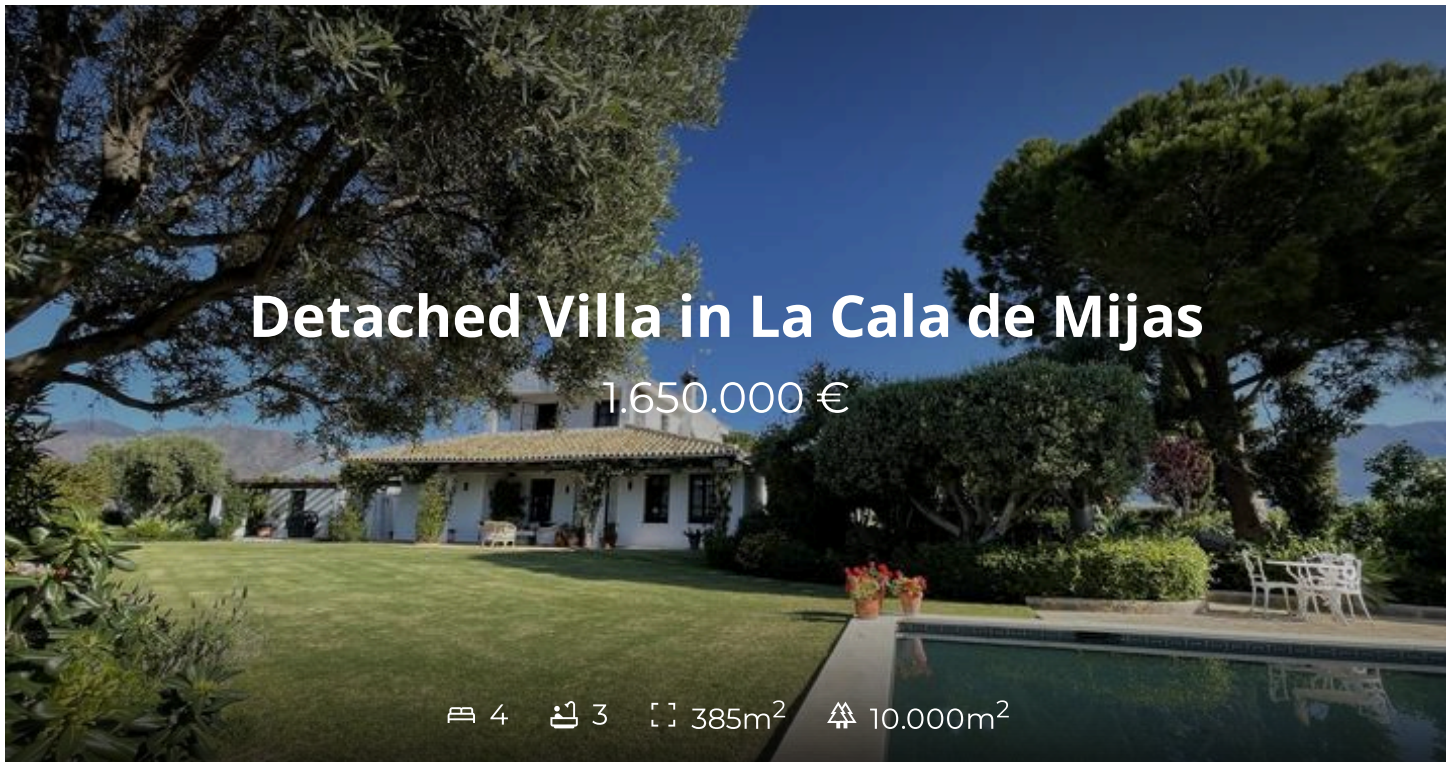 Detached Villa in La Cala de Mijas
1.650.000 €
4 3 385m² 10.000m²